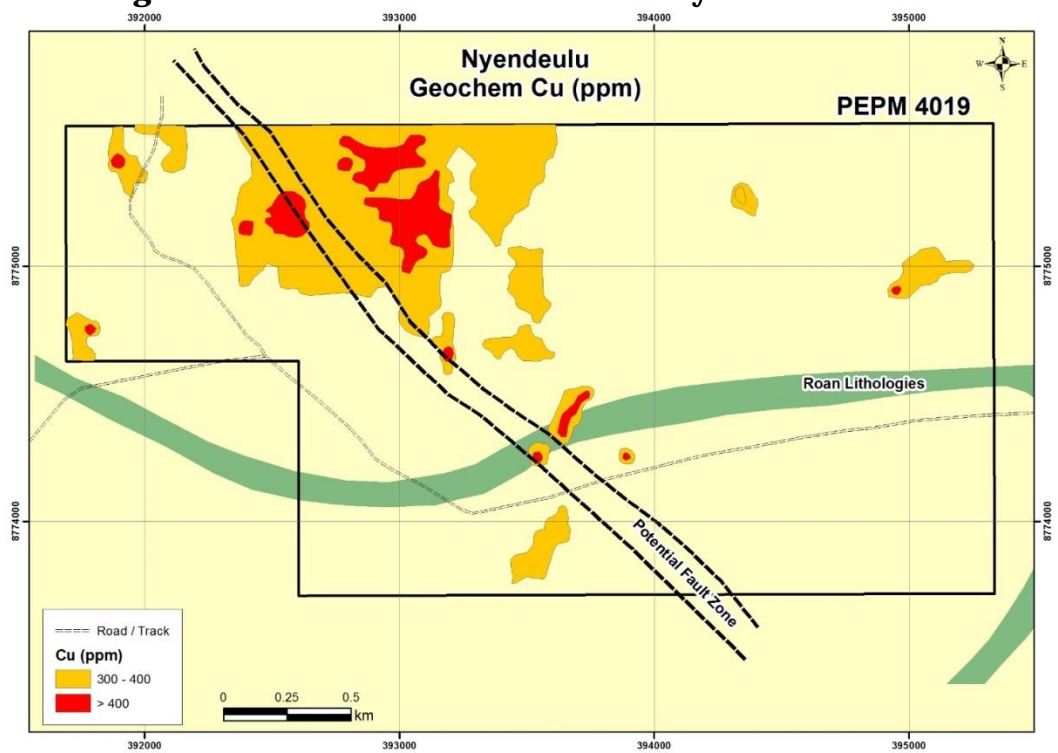 392000
393000
394000
395000
Nyendeulu
Geochem Cu (ppm)
N
W
E
S
PEPM 4019
8775000
8775000
Roan Lithologies
8774000
8774000
Potential Fault Zone
Road / Track
Cu (ppm)
300 - 400
> 400
0
0.25
0.5
km
392000
393000
394000
395000